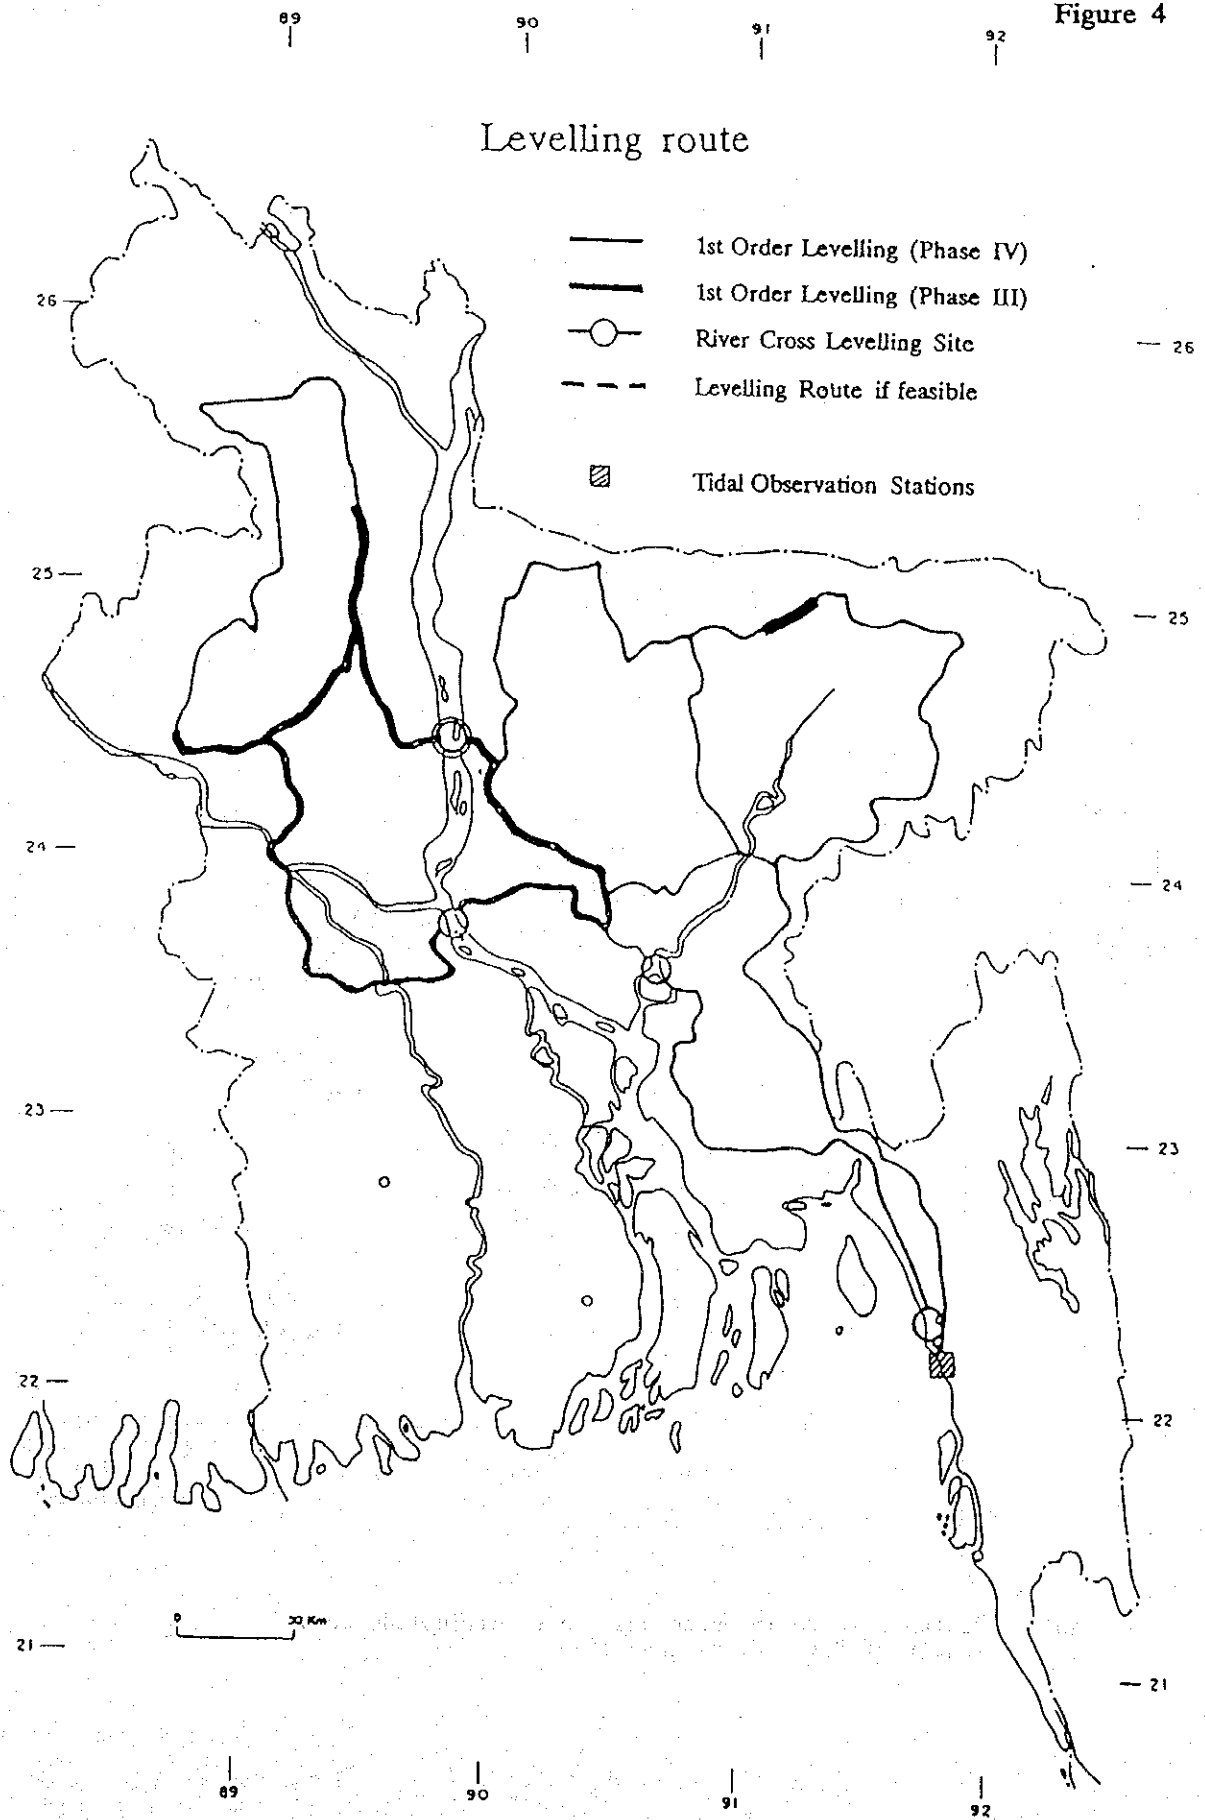 Figure 4
89
90
91
92
Levelling route
1st Order Levelling (Phase IV)
1st Order Levelling (Phase III)
River Cross Levelling Site
Levelling Route if feasible
Tidal Observation Stations
26
26
25
25
24
24
23
23
22
22
0 Km
21
21
89
90
91
92